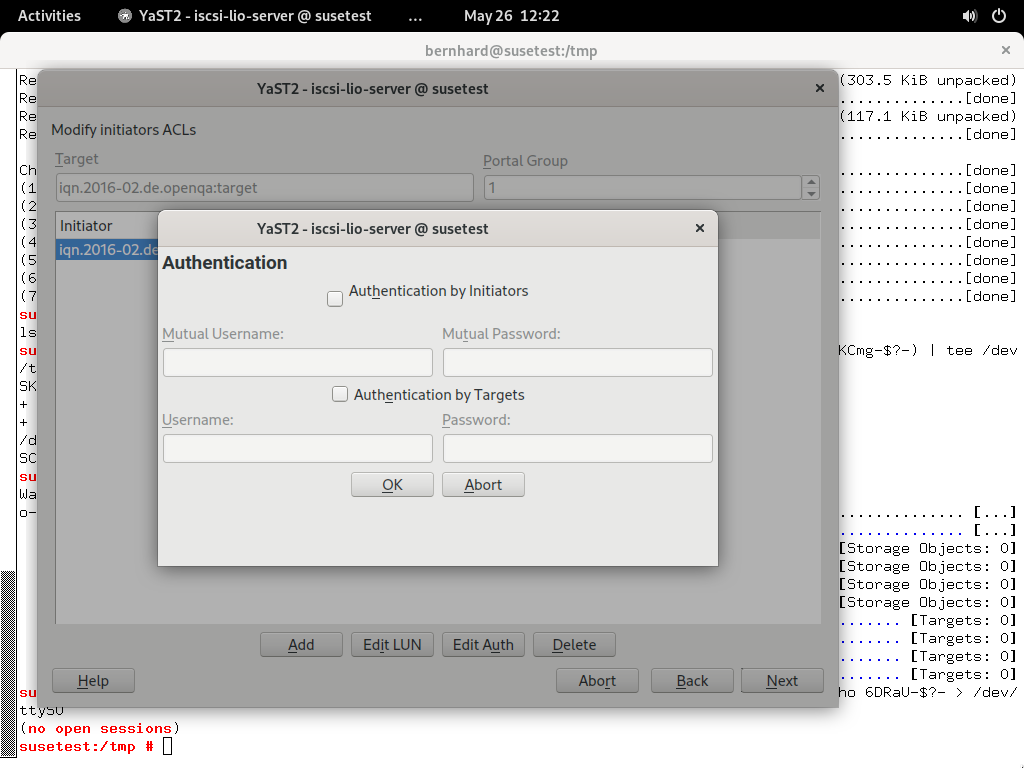 Activities YaST2 - iscsi-lio-server @ susetest ... May 26 12:22
bernhard@susetest:/tmp
Re (303.5 KiB unpacked)
Re ..............[done]
Re (117.1 KiB unpacked)
Re ..............[done]
Ch ..............[done]
(1 ..............[done]
(2 ..............[done]
(3 ..............[done]
(4 ..............[done]
(5 ..............[done]
(6 ..............[done]
(7 ..............[done]
su
ls
su KCmg-$?-) | tee /dev
/t
SK
+
+
/d
SC
su
Wa
o- .............. [...]
.............. [...]
[Storage Objects: 0]
[Storage Objects: 0]
[Storage Objects: 0]
[Storage Objects: 0]
....... [Targets: 0]
....... [Targets: 0]
....... [Targets: 0]
....... [Targets: 0]
su ho 6DRaU-$?- > /dev/
ttyS0
(no open sessions)
susetest:/tmp #
YaST2 - iscsi-lio-server @ susetest
Modify initiators ACLs
Target Portal Group
iqn.2016-02.de.openqa:target 1
Initiator
iqn.2016-02.de
YaST2 - iscsi-lio-server @ susetest
Authentication
Authentication by Initiators
Mutual Username: Mutual Password:
Authentication by Targets
Username: Password:
OK Abort
Add Edit LUN Edit Auth Delete
Help Abort Back Next